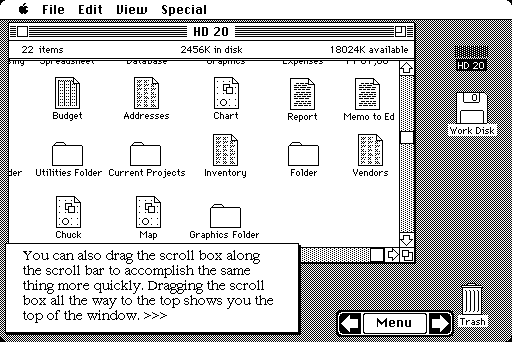 File Edit View Special
HD 20
22 items 2456K in disk 18024K available
Spreadsheet Database Graphics Expenses
Budget Addresses Chart Report Memo to Ed
der Utilities Folder Current Projects Inventory Folder Vendors
Chuck Map Graphics Folder
HD 20
0
Work Disk
You can also drag the scroll box along
the scroll bar to accomplish the same
thing more quickly. Dragging the scroll
box all the way to the top shows you the
top of the window. >>>
Menu
Trash